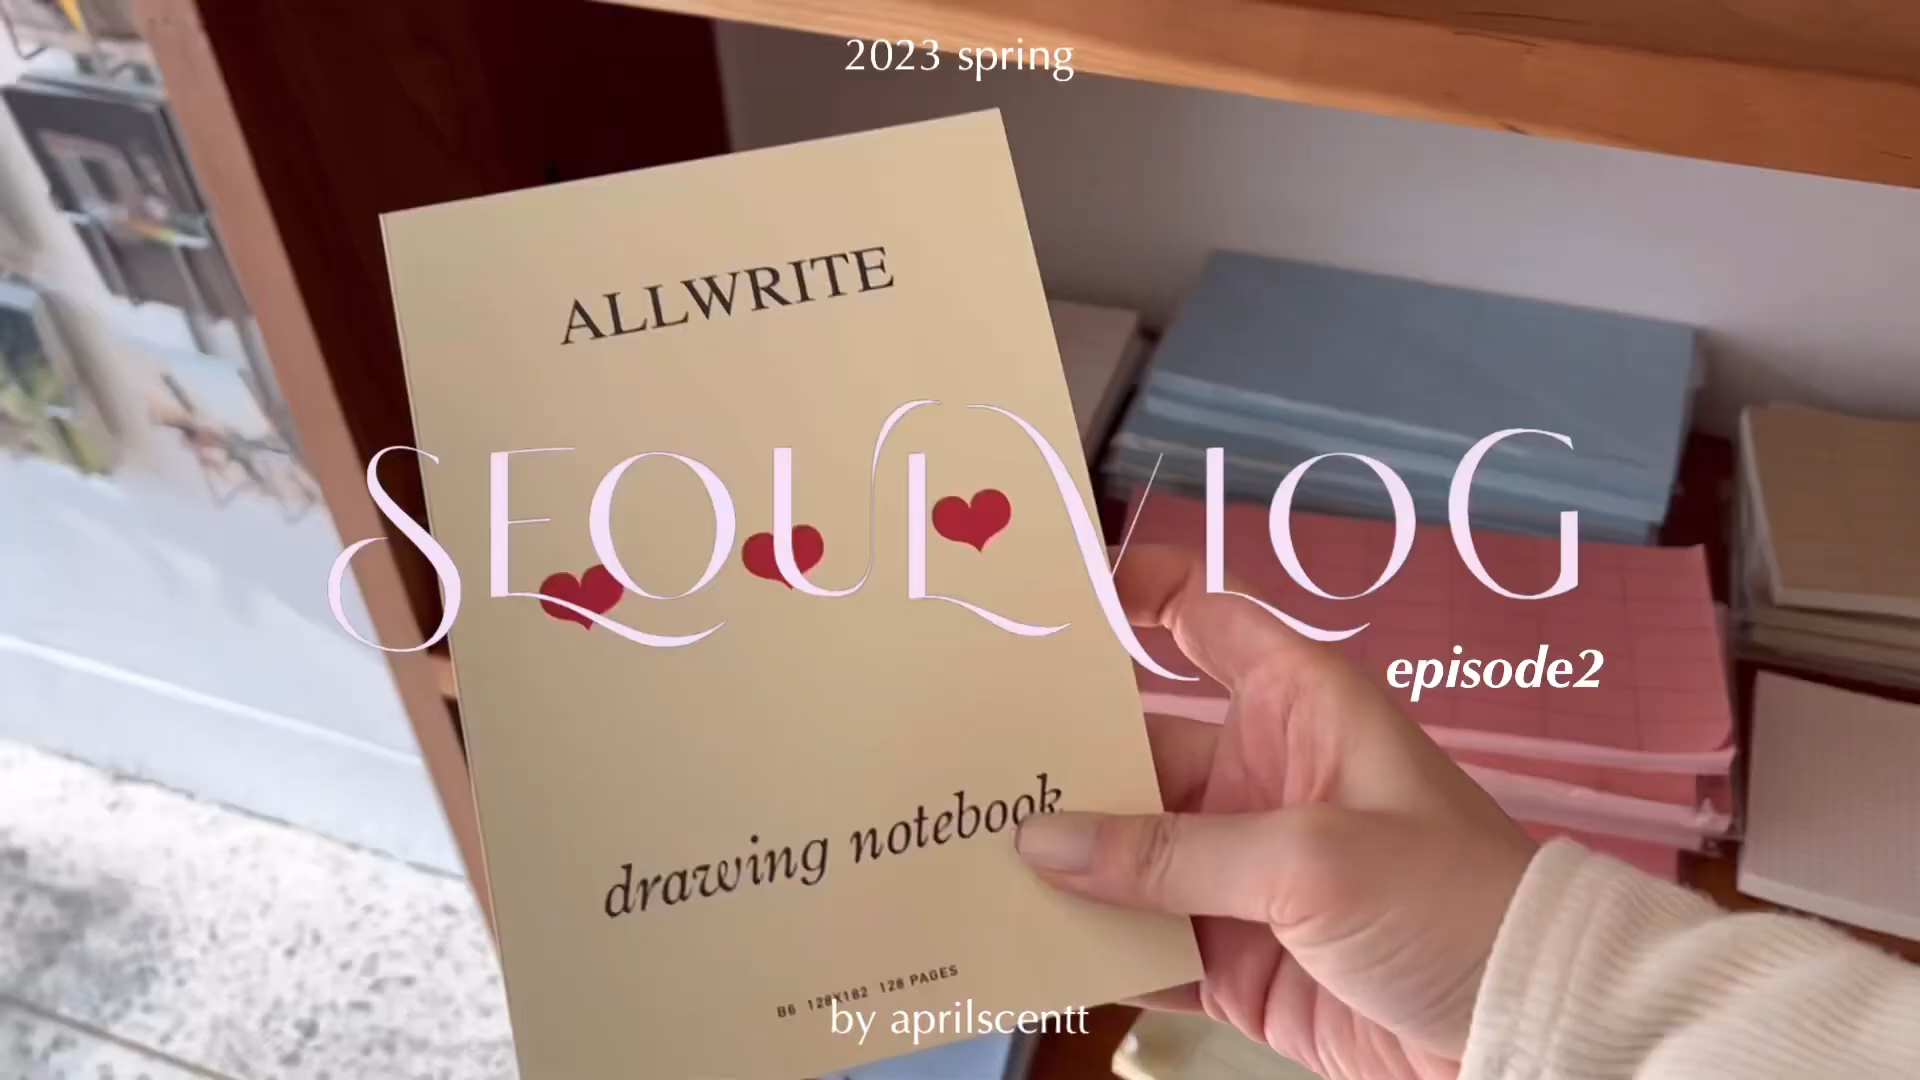 2023 spring
ALLWRITE
SEOUL VLOG
episode2
drawing notebook
B6 128X182 128 PAGES
by aprilscentt